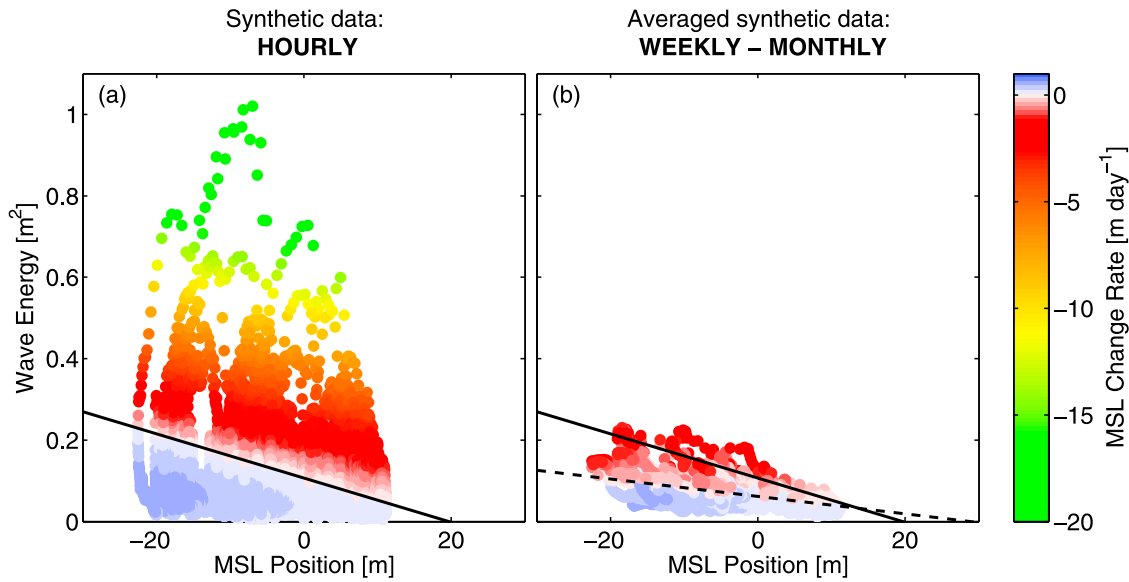 Synthetic data:
HOURLY
Averaged synthetic data:
WEEKLY – MONTHLY
(a)
(b)
1
0.8
0.6
0.4
0.2
0
Wave Energy [m²]
−20
0
20
MSL Position [m]
−20
0
20
MSL Position [m]
0
−5
−10
−15
−20
MSL Change Rate [m day⁻¹]